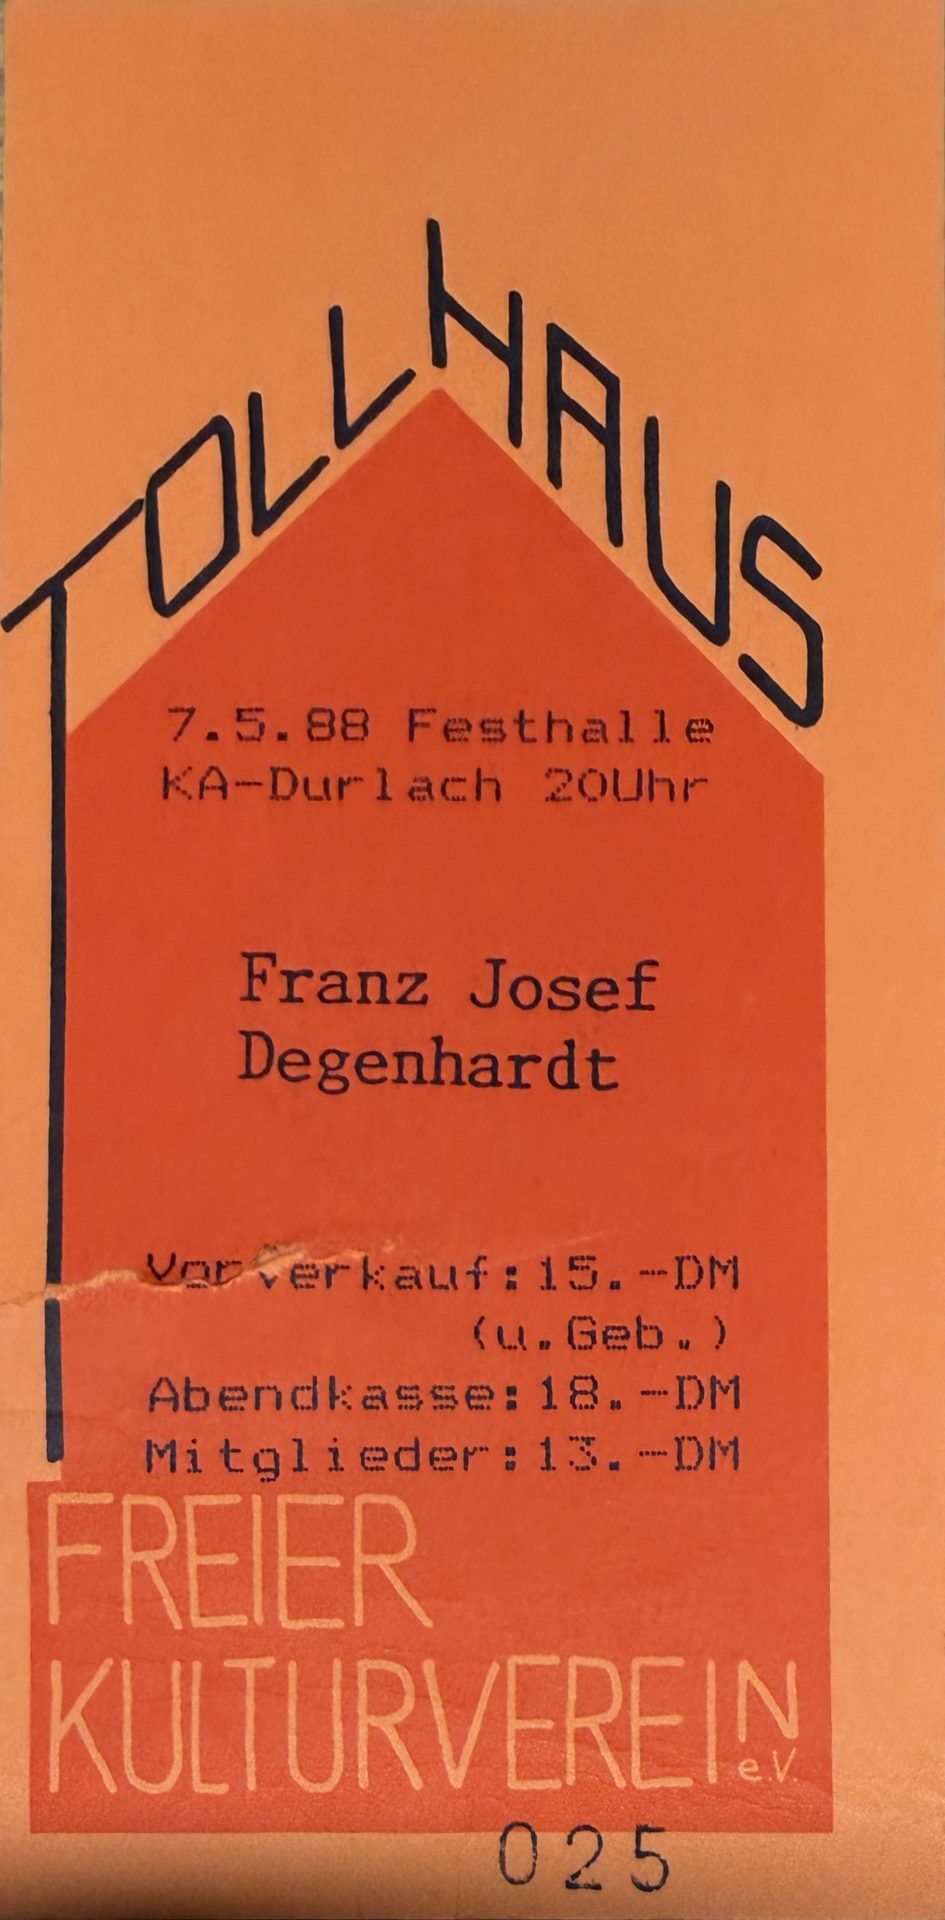 TOLLHAUS
7.5.88 Festhalle
KA-Durlach 20Uhr
Franz Josef
Degenhardt
Vorverkauf:15.-DM
(u.Geb.)
Abendkasse:18.-DM
Mitglieder:13.-DM
FREIER
KULTURVEREIN e.V.
025